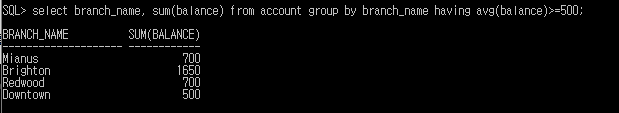 SQL> select branch_name, sum(balance) from account group by branch_name having avg(balance)>=500;
BRANCH_NAME SUM(BALANCE)
-------------------- ------------
Mianus 700
Brighton 1650
Redwood 700
Downtown 500